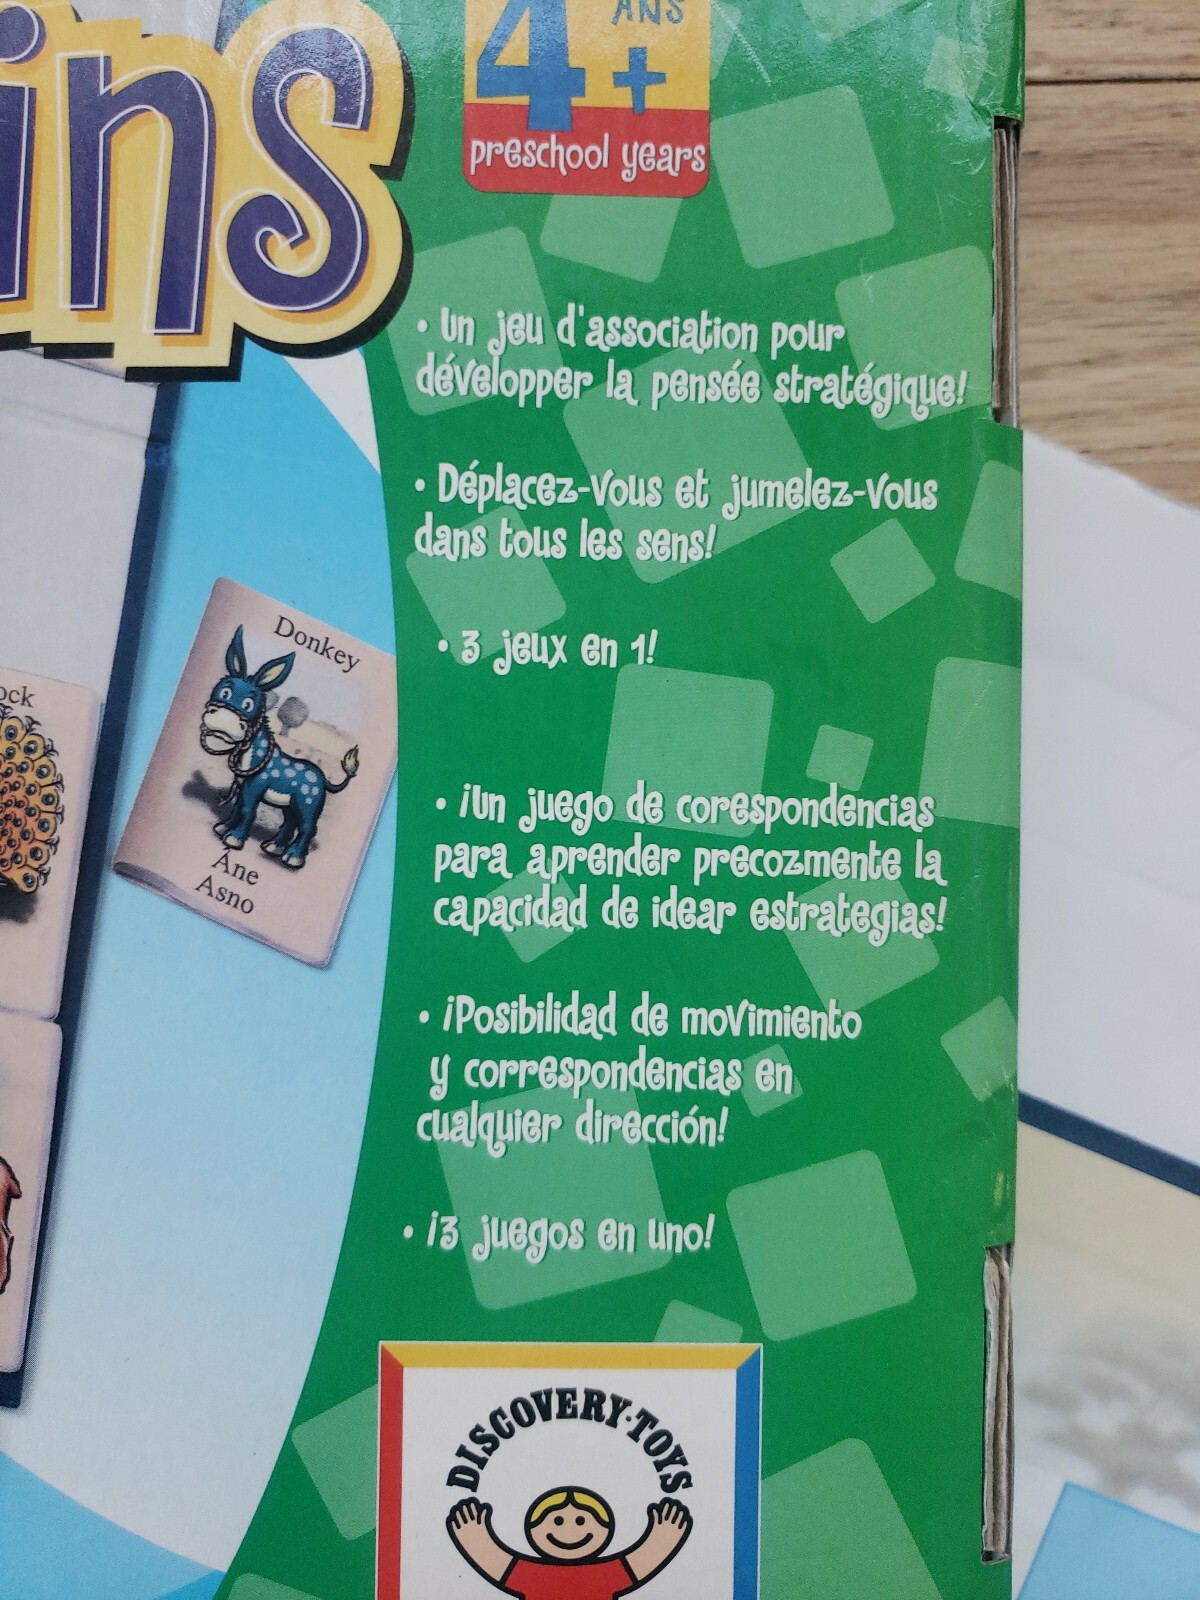 ins
4 ANS
+
preschool years
• Un jeu d'association pour
développer la pensée stratégique!
• Déplacez-vous et jumelez-vous
dans tous les sens!
• 3 jeux en 1!
Donkey
Âne
Asno
ock
• ¡Un juego de corespondencias
para aprender precozmente la
capacidad de idear estrategias!
• ¡Posibilidad de movimiento
y correspondencias en
cualquier dirección!
• ¡3 juegos en uno!
DISCOVERY·TOYS